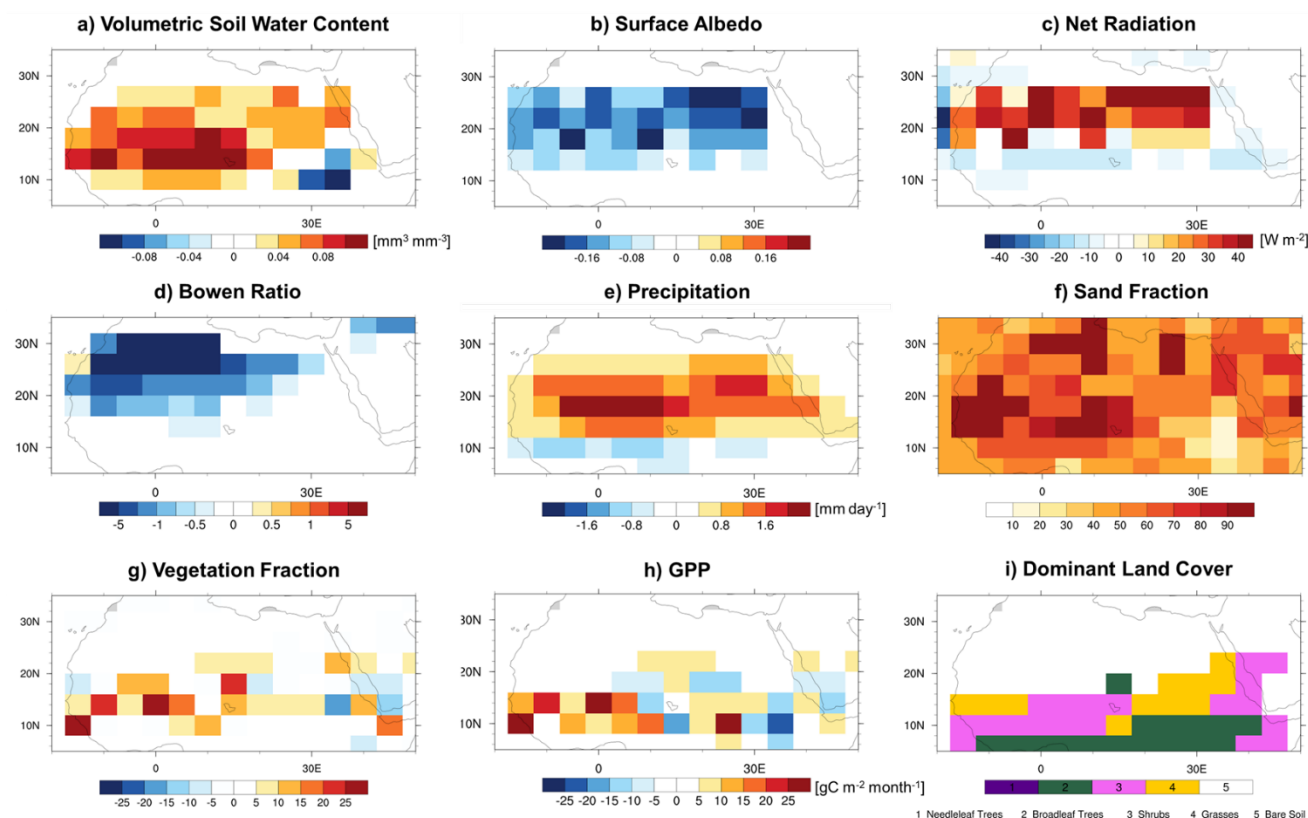 a) Volumetric Soil Water Content
b) Surface Albedo
c) Net Radiation
30N
20N
10N
0
30E
[mm³ mm⁻³]
-0.08 -0.04 0 0.04 0.08
30N
20N
10N
0
30E
-0.16 -0.08 0 0.08 0.16
30N
20N
10N
0
30E
[W m⁻²]
-40 -30 -20 -10 0 10 20 30 40
d) Bowen Ratio
e) Precipitation
f) Sand Fraction
30N
20N
10N
0
30E
-5 -1 -0.5 0 0.5 1 5
30N
20N
10N
0
30E
[mm day⁻¹]
-1.6 -0.8 0 0.8 1.6
30N
20N
10N
0
30E
10 20 30 40 50 60 70 80 90
g) Vegetation Fraction
h) GPP
i) Dominant Land Cover
30N
20N
10N
0
30E
-25 -20 -15 -10 -5 0 5 10 15 20 25
30N
20N
10N
0
30E
[gC m⁻² month⁻¹]
-25 -20 -15 -10 -5 0 5 10 15 20 25
30N
20N
10N
0
30E
1 2 3 4 5
1 Needleleaf Trees 2 Broadleaf Trees 3 Shrubs 4 Grasses 5 Bare Soil